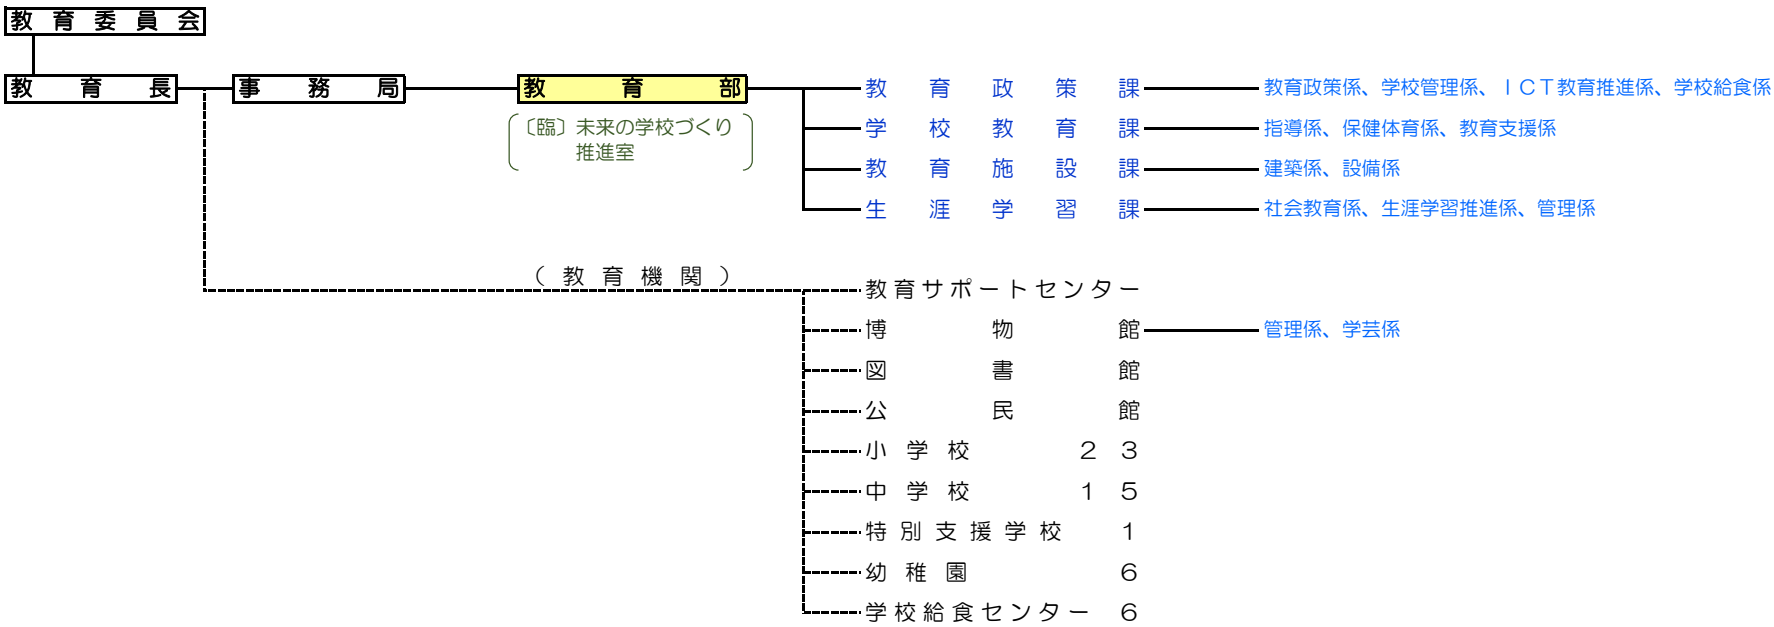 教育委員会
教育長 事務局 教育部 教育政策課 教育政策係、学校管理係、ＩＣＴ教育推進係、学校給食係
〔臨〕未来の学校づくり 学校教育課 指導係、保健体育係、教育支援係
推進室
教育施設課 建築係、設備係
生涯学習課 社会教育係、生涯学習推進係、管理係
（教育機関）
教育サポートセンター
博物館 管理係、学芸係
図書館
公民館
小学校 ２３
中学校 １５
特別支援学校 １
幼稚園 ６
学校給食センター ６